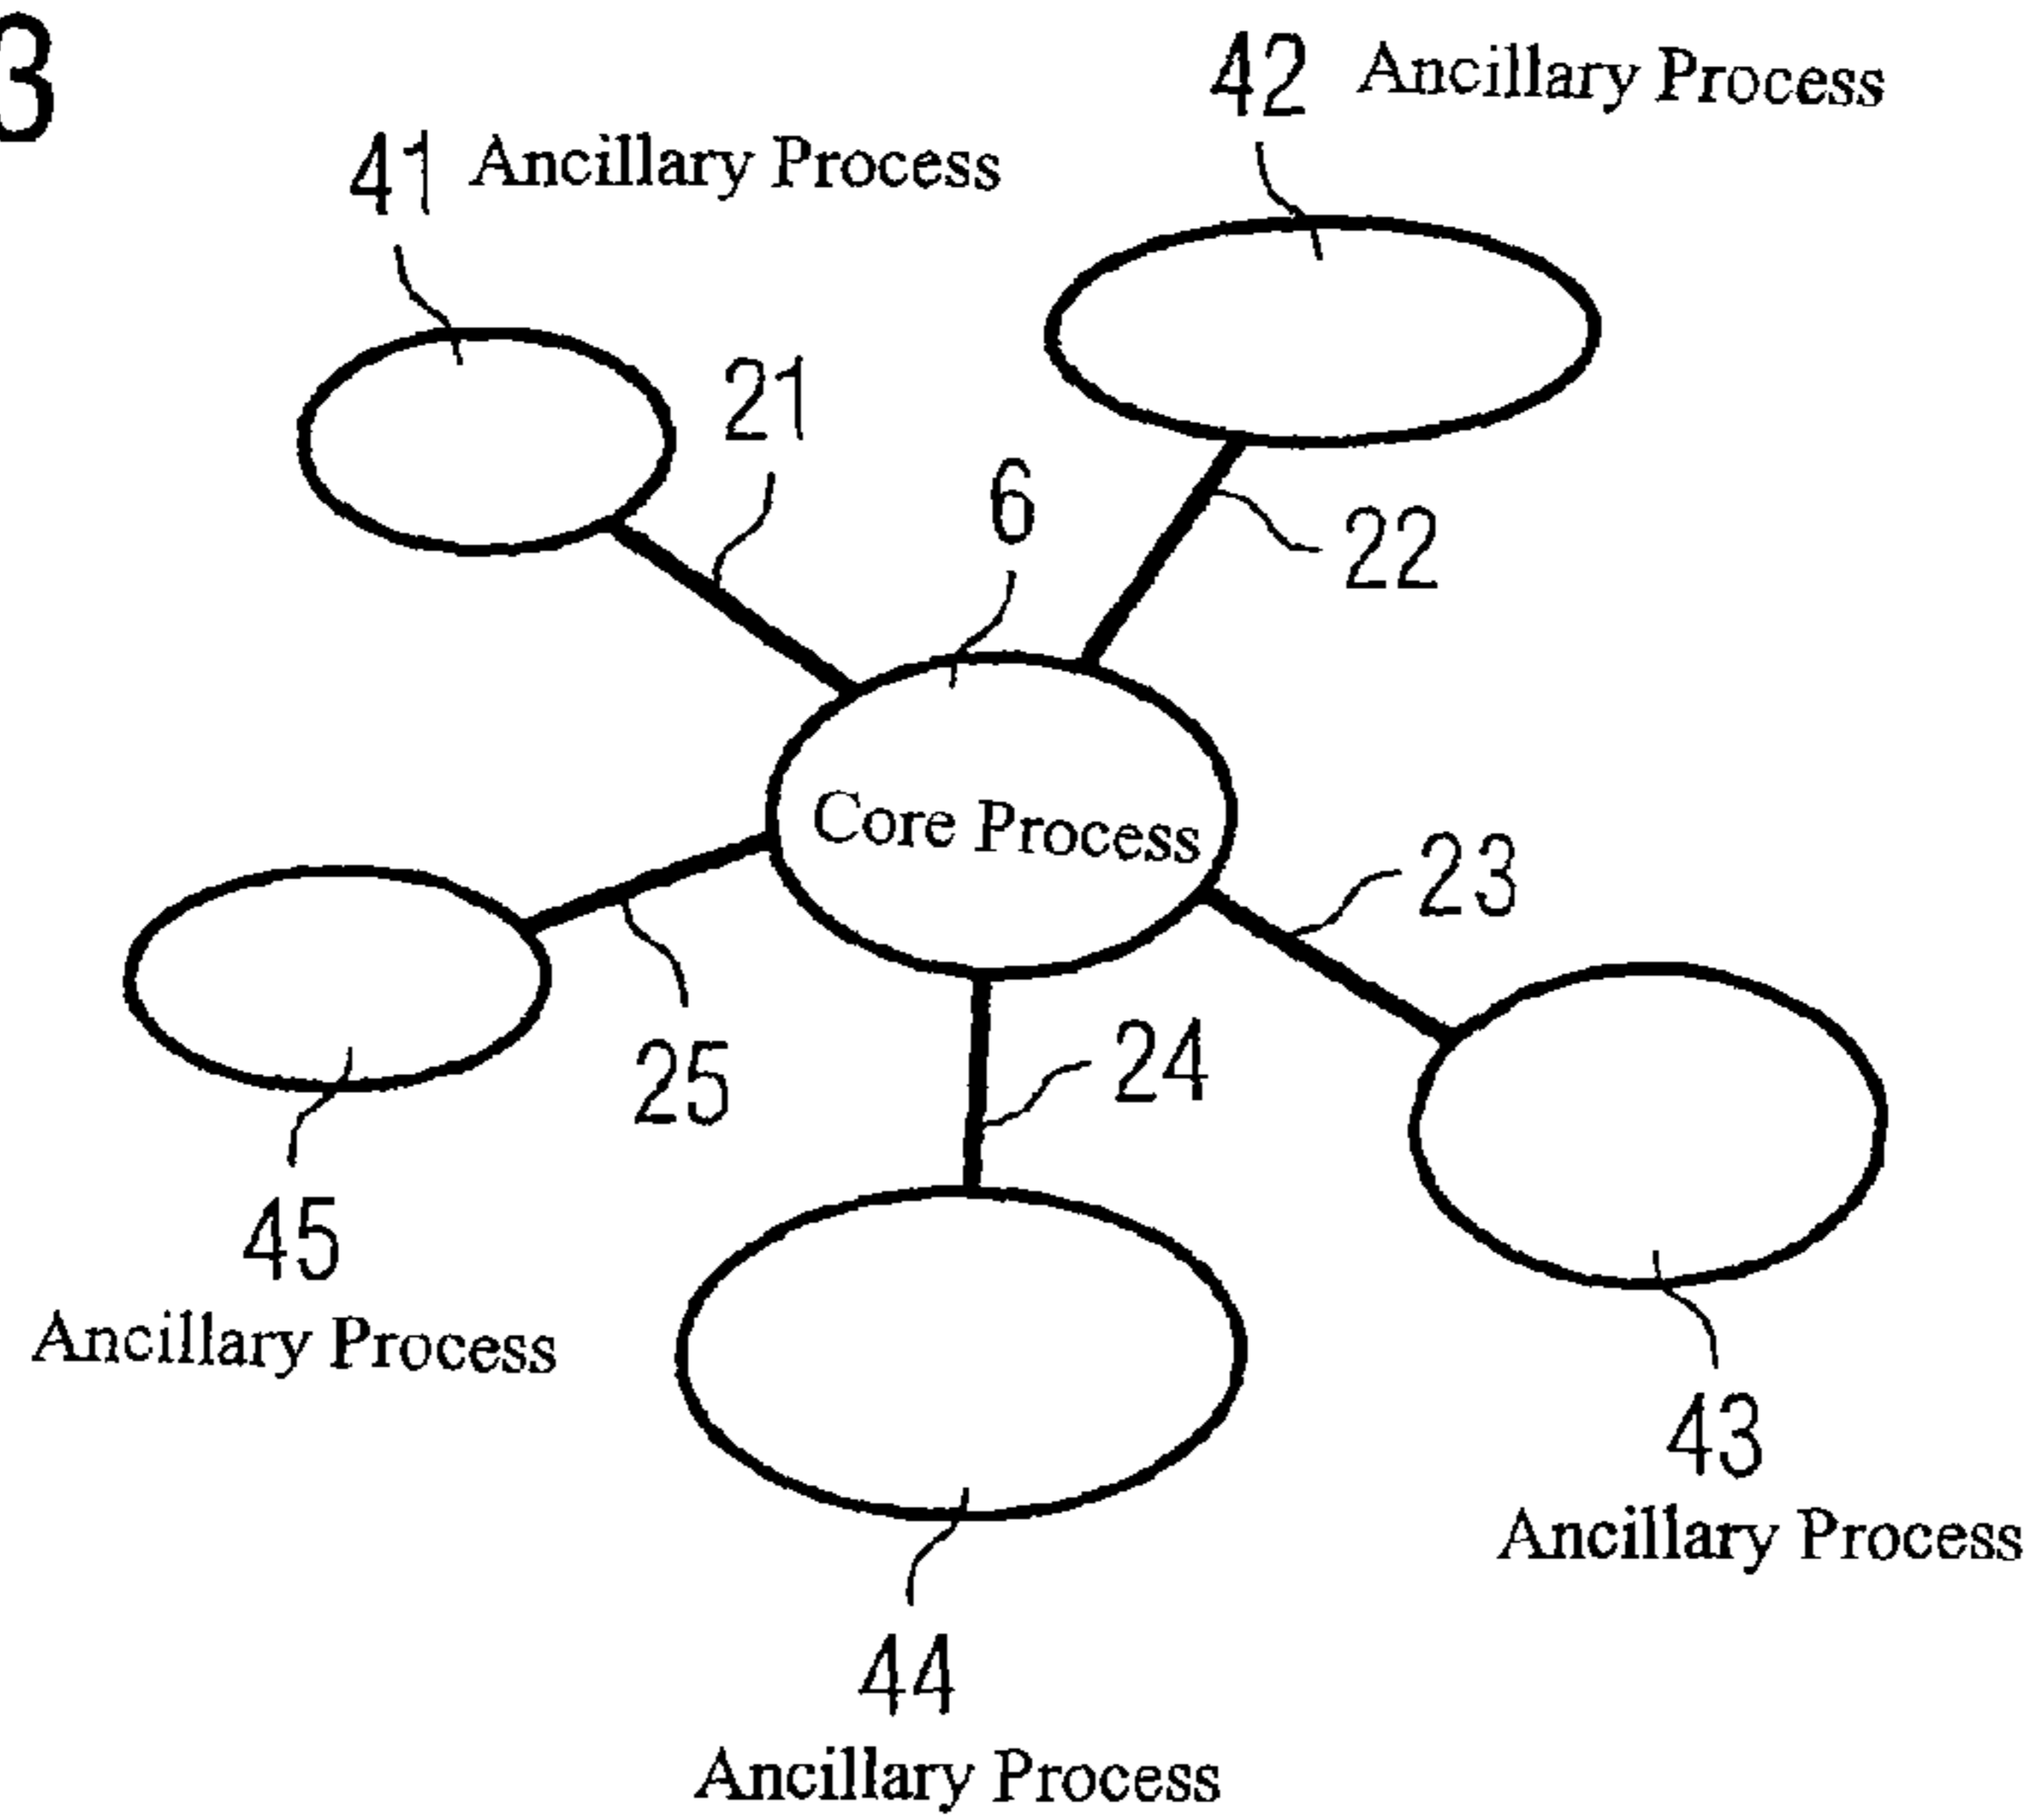 3
42 Ancillary Process
41 Ancillary Process
21
6
22
Core Process
23
25
24
45
Ancillary Process
43
Ancillary Process
44
Ancillary Process